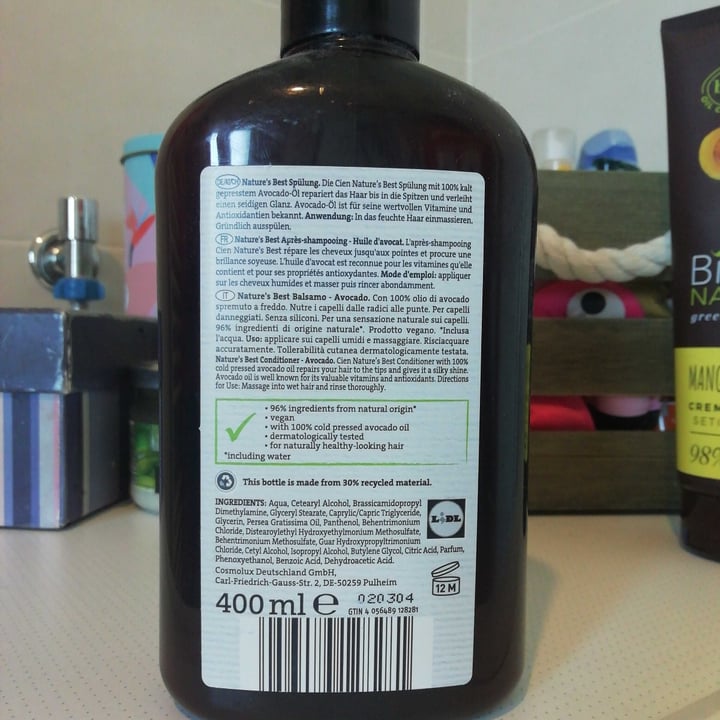 DE/AT/CH Nature's Best Spülung. Die Cien Nature's Best Spülung mit 100% kalt
gepresstem Avocado-Öl repariert das Haar bis in die Spitzen und verleiht
einen seidigen Glanz. Avocado-Öl ist für seine wertvollen Vitamine und
Antioxidantien bekannt. Anwendung: In das feuchte Haar einmassieren.
Gründlich ausspülen.
FR Nature's Best Après-shampooing - Huile d'avocat. L'après-shampooing
Cien Nature's Best répare les cheveux jusqu'aux pointes et procure une
brillance soyeuse. L'huile d'avocat est reconnue pour les vitamines qu'elle
contient et pour ses propriétés antioxydantes. Mode d'emploi: appliquer
sur les cheveux humides et masser puis rincer abondamment.
IT Nature's Best Balsamo - Avocado. Con 100% olio di avocado
spremuto a freddo. Nutre i capelli dalle radici alle punte. Per capelli
danneggiati. Senza siliconi. Per una sensazione naturale sui capelli.
96% ingredienti di origine naturale*. Prodotto vegano. *Inclusa
l'acqua. Uso: applicare sui capelli umidi e massaggiare. Risciacquare
accuratamente. Tollerabilità cutanea dermatologicamente testata.
Nature's Best Conditioner - Avocado. Cien Nature's Best Conditioner with 100%
cold pressed avocado oil repairs your hair to the tips and gives it a silky shine.
Avocado oil is well known for its valuable vitamins and antioxidants. Directions
for Use: Massage into wet hair and rinse thoroughly.
• 96% ingredients from natural origin*
• vegan
• with 100% cold pressed avocado oil
• dermatologically tested
• for naturally healthy-looking hair
*including water
This bottle is made from 30% recycled material.
INGREDIENTS: Aqua, Cetearyl Alcohol, Brassicamidopropyl
Dimethylamine, Glyceryl Stearate, Caprylic/Capric Triglyceride,
Glycerin, Persea Gratissima Oil, Panthenol, Behentrimonium
Chloride, Distearoylethyl Hydroxyethylmonium Methosulfate,
Behentrimonium Methosulfate, Guar Hydroxypropyltrimonium
Chloride, Cetyl Alcohol, Isopropyl Alcohol, Butylene Glycol, Citric Acid, Parfum,
Phenoxyethanol, Benzoic Acid, Dehydroacetic Acid.
LIDL
Cosmolux Deutschland GmbH,
Carl-Friedrich-Gauss-Str. 2, DE-50259 Pulheim
12 M
400 ml e
020304
GTIN 4 056489 128281
Bi
NA
gree
MANG
CREM
SET
98%